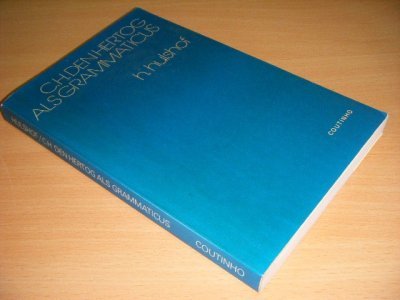 C.H. DEN HERTOG
ALS GRAMMATICUS
h. hulshof
COUTINHO
HULSHOF / C.H. DEN HERTOG ALS GRAMMATICUS COUTINHO